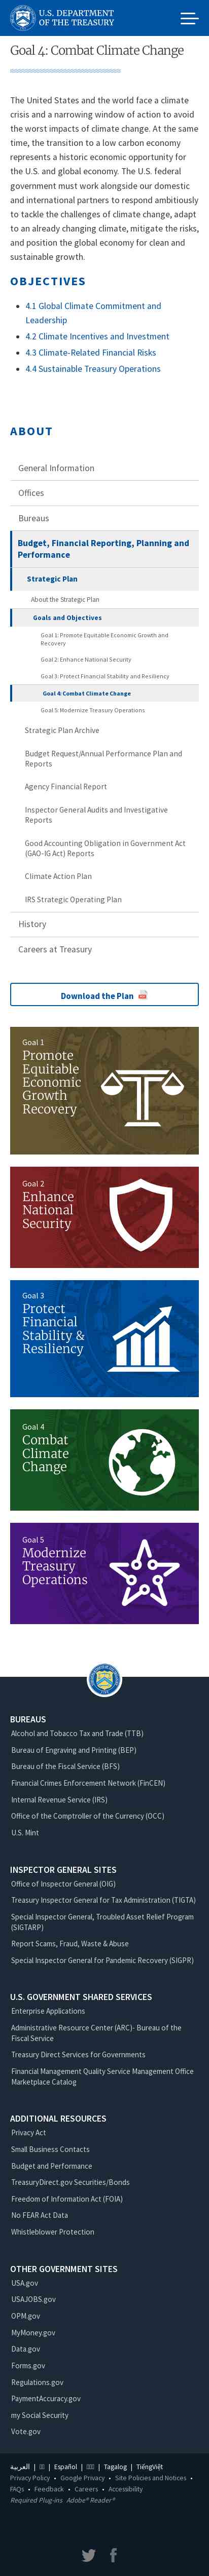 U.S. DEPARTMENT
OF THE TREASURY
Goal 4: Combat Climate Change
The United States and the world face a climate
crisis and a narrowing window for action to avoid
the worst impacts of climate change. At the same
time, the transition to a low carbon economy
represents a historic economic opportunity for
the U.S. and global economy. The whole of federal
government will work alongside U.S. federal
departments and international partners to ambitiously
to tackle the challenges of climate change, adapt
to an already changing climate, mitigate the risks,
and position the global economy for clean and
sustainable growth.
OBJECTIVES
4.1 Global Climate Commitment and
Leadership
4.2 Climate Incentives and Investment
4.3 Climate-Related Financial Risks
4.4 Sustainable Treasury Operations
ABOUT
General Information
Offices
Bureaus
Budget, Financial Reporting, Planning and
Performance
Strategic Plan
About the Strategic Plan
Goals and Objectives
Goal 1: Promote Equitable Economic Growth and
Recovery
Goal 2: Enhance National Security
Goal 3: Protect Financial Stability and Resiliency
Goal 4: Combat Climate Change
Goal 5: Modernize Treasury Operations
Strategic Plan Archive
Budget Request/Annual Performance Plan and
Reports
Agency Financial Report
Inspector General Audits and Investigative
Reports
Good Accounting Obligation in Government Act
(GAO-IG Act) Reports
Climate Action Plan
IRS Strategic Operating Plan
History
Careers at Treasury
Download the Plan
Goal 1
Promote
Equitable
Economic
Growth
Recovery
Goal 2
Enhance
National
Security
Goal 3
Protect
Financial
Stability &
Resiliency
Goal 4
Combat
Climate
Change
Goal 5
Modernize
Treasury
Operations
BUREAUS
Alcohol and Tobacco Tax and Trade (TTB)
Bureau of Engraving and Printing (BEP)
Bureau of the Fiscal Service (BFS)
Financial Crimes Enforcement Network (FinCEN)
Internal Revenue Service (IRS)
Office of the Comptroller of the Currency (OCC)
U.S. Mint
INSPECTOR GENERAL SITES
Office of Inspector General (OIG)
Treasury Inspector General for Tax Administration (TIGTA)
Special Inspector General, Troubled Asset Relief Program
(SIGTARP)
Report Scams, Fraud, Waste & Abuse
Special Inspector General for Pandemic Recovery (SIGPR)
U.S. GOVERNMENT SHARED SERVICES
Enterprise Applications
Administrative Resource Center (ARC)- Bureau of the
Fiscal Service
Treasury Direct Services for Governments
Financial Management Quality Service Management Office
Marketplace Catalog
ADDITIONAL RESOURCES
Privacy Act
Small Business Contacts
Budget and Performance
TreasuryDirect.gov Securities/Bonds
Freedom of Information Act (FOIA)
No FEAR Act Data
Whistleblower Protection
OTHER GOVERNMENT SITES
USA.gov
USAJOBS.gov
OPM.gov
MyMoney.gov
Data.gov
Forms.gov
Regulations.gov
PaymentAccuracy.gov
my Social Security
Vote.gov
العربية | | Español | | Tagalog | TiếngViệt
Privacy Policy • Google Privacy • Site Policies and Notices •
FAQs • Feedback • Careers • Accessibility
Required Plug-ins Adobe® Reader®